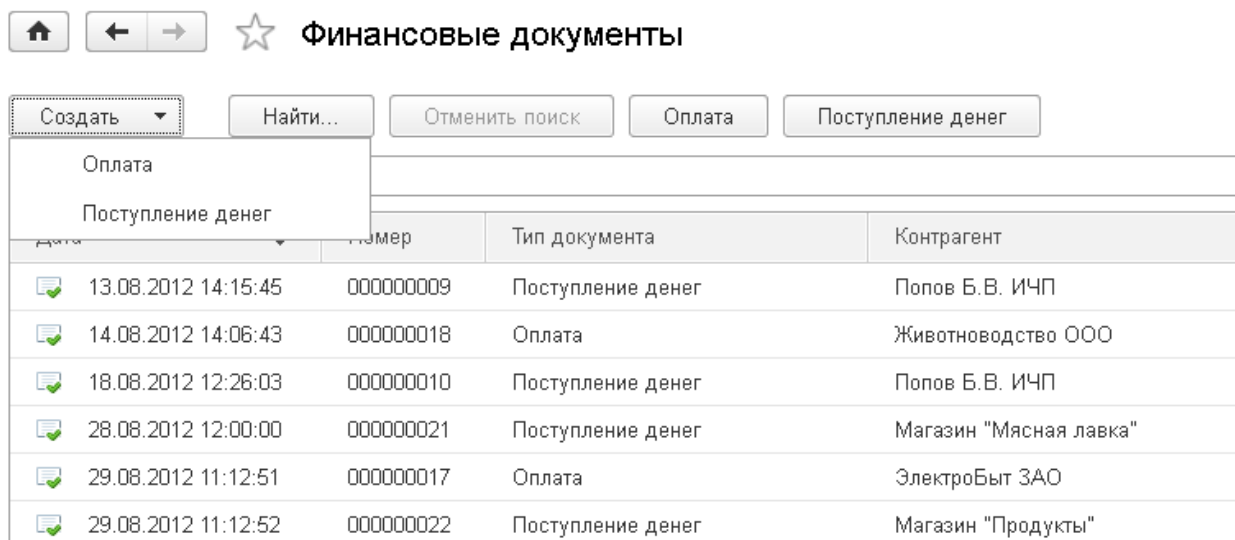 Финансовые документы
Создать Найти... Отменить поиск Оплата Поступление денег
Оплата
Поступление денег
Дата Номер Тип документа Контрагент
13.08.2012 14:15:45 000000009 Поступление денег Попов Б.В. ИЧП
14.08.2012 14:06:43 000000018 Оплата Животноводство ООО
18.08.2012 12:26:03 000000010 Поступление денег Попов Б.В. ИЧП
28.08.2012 12:00:00 000000021 Поступление денег Магазин "Мясная лавка"
29.08.2012 11:12:51 000000017 Оплата ЭлектроБыт ЗАО
29.08.2012 11:12:52 000000022 Поступление денег Магазин "Продукты"